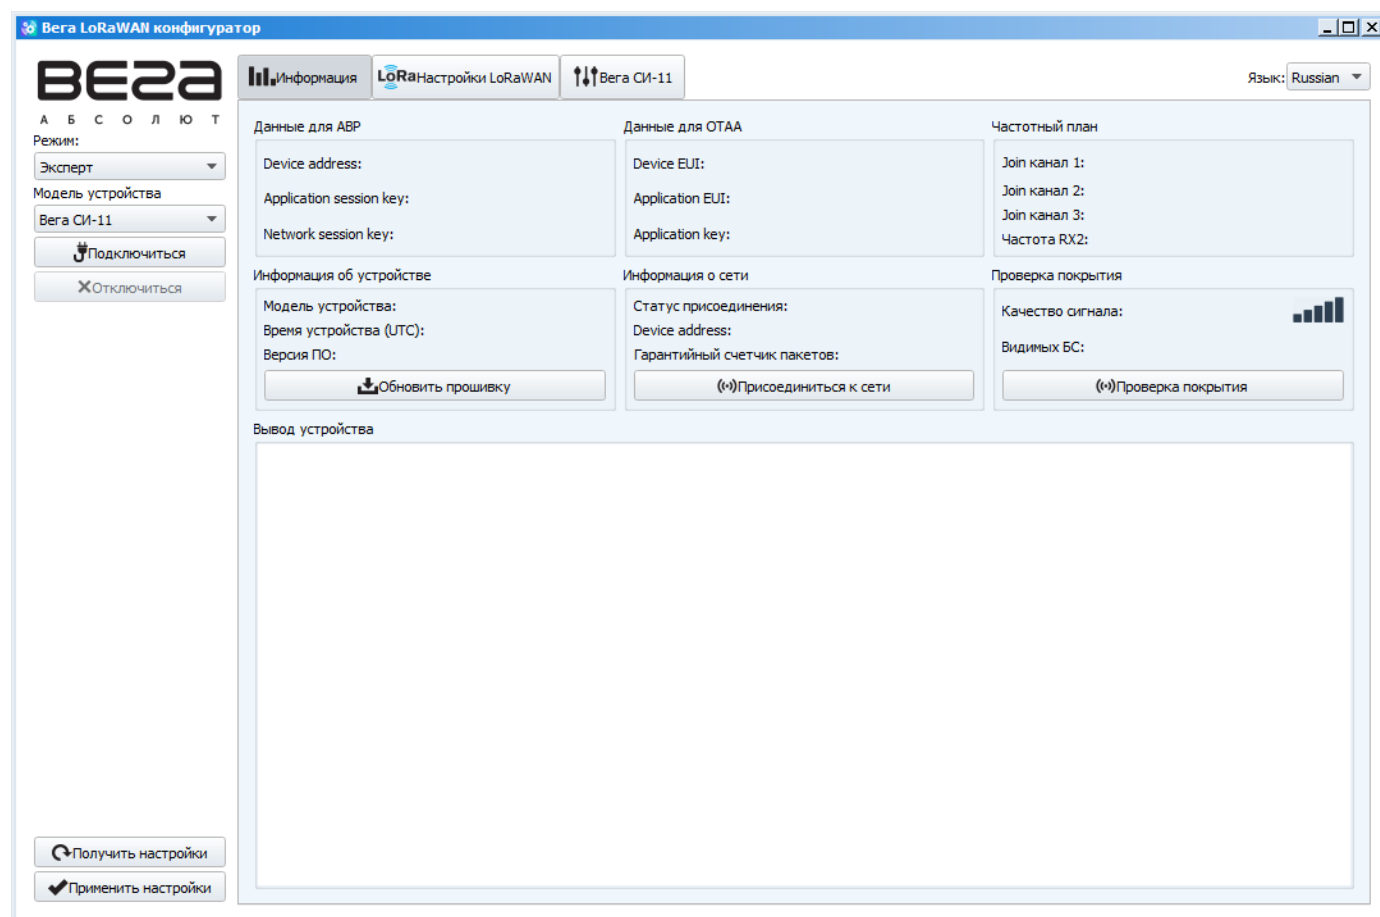 Вега LoRaWAN конфигуратор
ВЕГА
АБСОЛЮТ
Режим:
Эксперт
Модель устройства
Вега СИ-11
Подключиться
Отключиться
Получить настройки
Применить настройки
Информация
LoRa Настройки LoRaWAN
Вега СИ-11
Язык: Russian
Данные для ABP
Device address:
Application session key:
Network session key:
Данные для OTAA
Device EUI:
Application EUI:
Application key:
Частотный план
Join канал 1:
Join канал 2:
Join канал 3:
Частота RX2:
Информация об устройстве
Модель устройства:
Время устройства (UTC):
Версия ПО:
Обновить прошивку
Информация о сети
Статус присоединения:
Device address:
Гарантийный счетчик пакетов:
Присоединиться к сети
Проверка покрытия
Качество сигнала:
Видимых БС:
Проверка покрытия
Вывод устройства